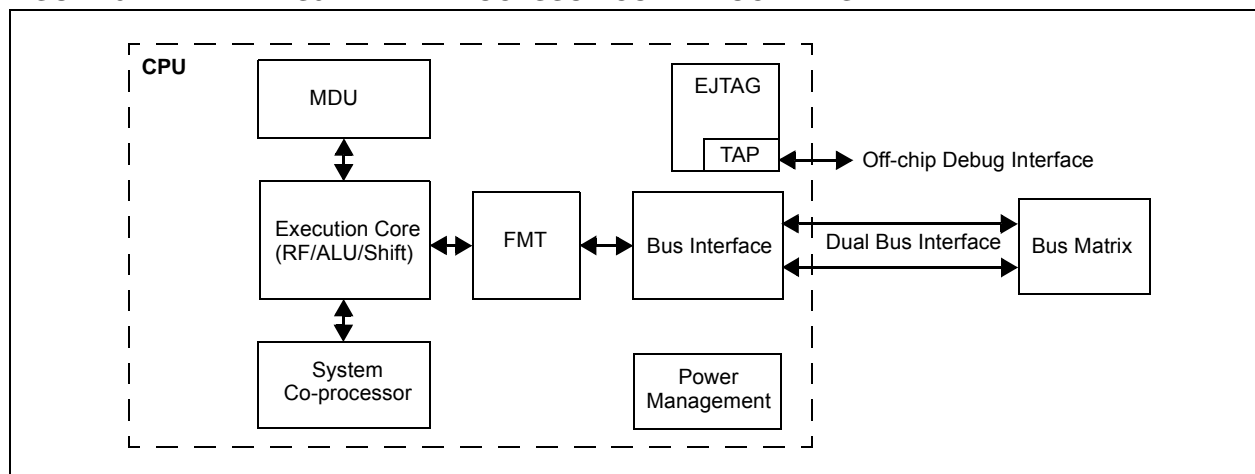 CPU
MDU
EJTAG
TAP
Off-chip Debug Interface
Execution Core
(RF/ALU/Shift)
FMT
Bus Interface
Dual Bus Interface
Bus Matrix
System
Co-processor
Power
Management